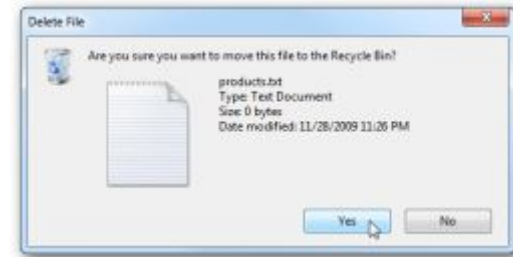 Delete File
Are you sure you want to move this file to the Recycle Bin?
products.txt
Type: Text Document
Size: 0 bytes
Date modified: 11/28/2009 11:26 PM
Yes
No